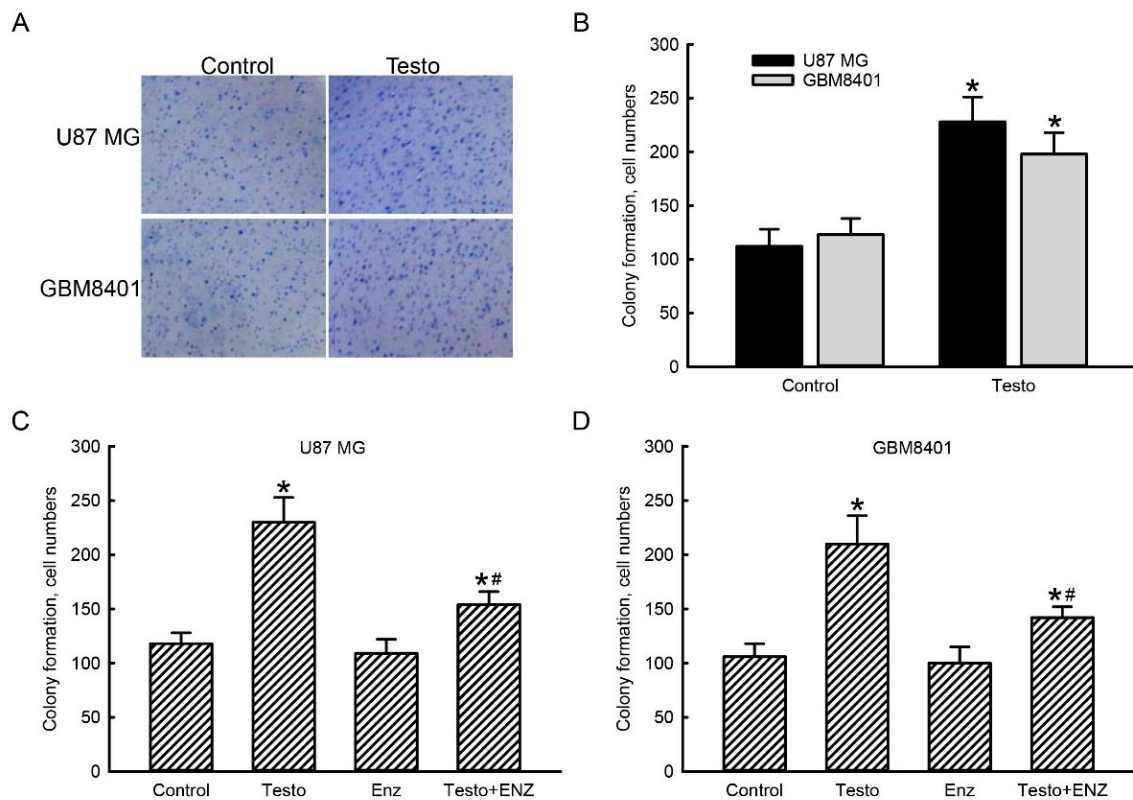 A
Control Testo
U87 MG
GBM8401
B
Colony formation, cell numbers
300
250
200
150
100
50
0
U87 MG
GBM8401
*
*
Control Testo
C
U87 MG
Colony formation, cell numbers
300
250
200
150
100
50
0
*
*#
Control Testo Enz Testo+ENZ
D
GBM8401
Colony formation, cell numbers
300
250
200
150
100
50
0
*
*#
Control Testo Enz Testo+ENZ